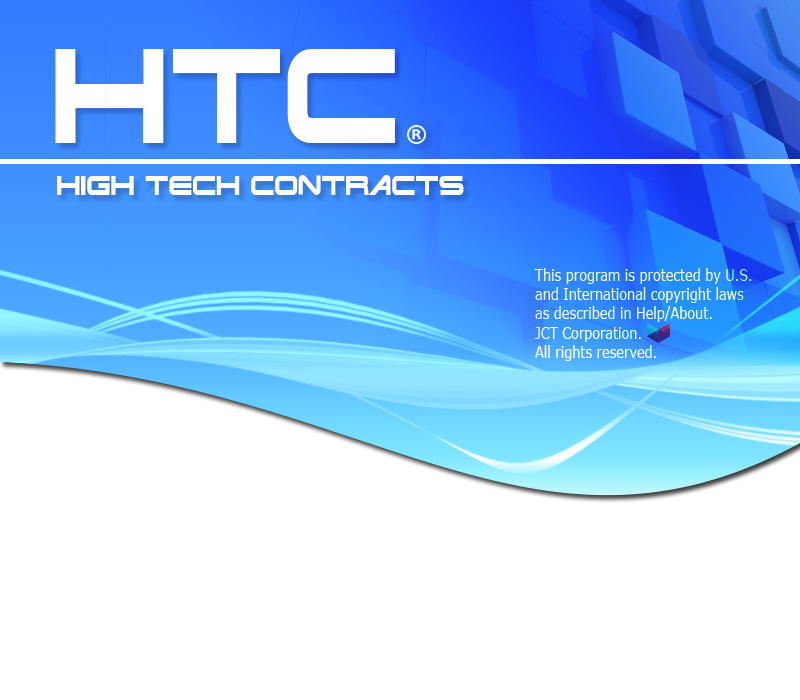 HTC®
HIGH TECH CONTRACTS
This program is protected by U.S.
and International copyright laws
as described in Help/About.
JCT Corporation.
All rights reserved.